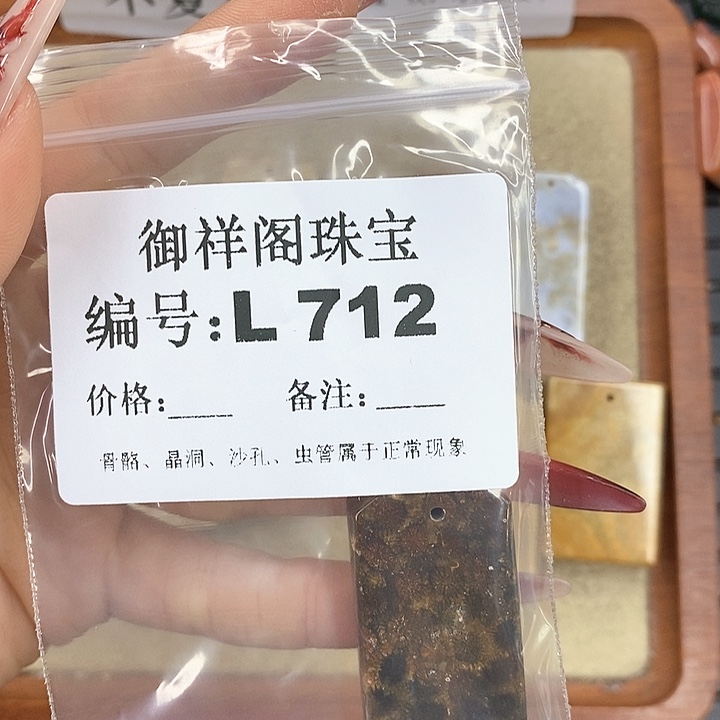 御祥阁珠宝
编号:L 712
价格:____ 备注:____
骨骼、晶洞、沙孔、虫管属于正常现象